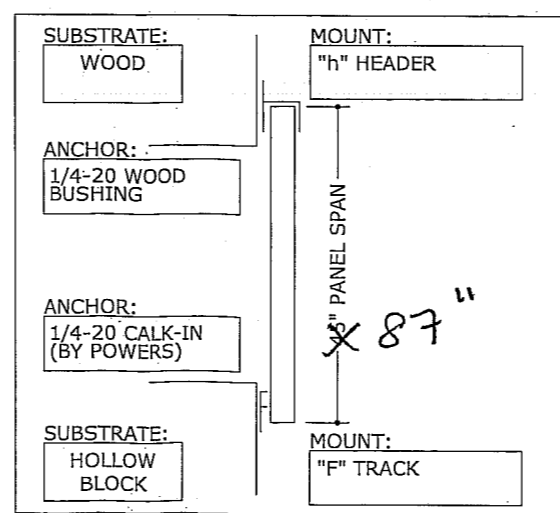 SUBSTRATE:
WOOD
MOUNT:
"h" HEADER
ANCHOR:
1/4-20 WOOD
BUSHING
PANEL SPAN
87"
ANCHOR:
1/4-20 CALK-IN
(BY POWERS)
SUBSTRATE:
HOLLOW
BLOCK
MOUNT:
"F" TRACK